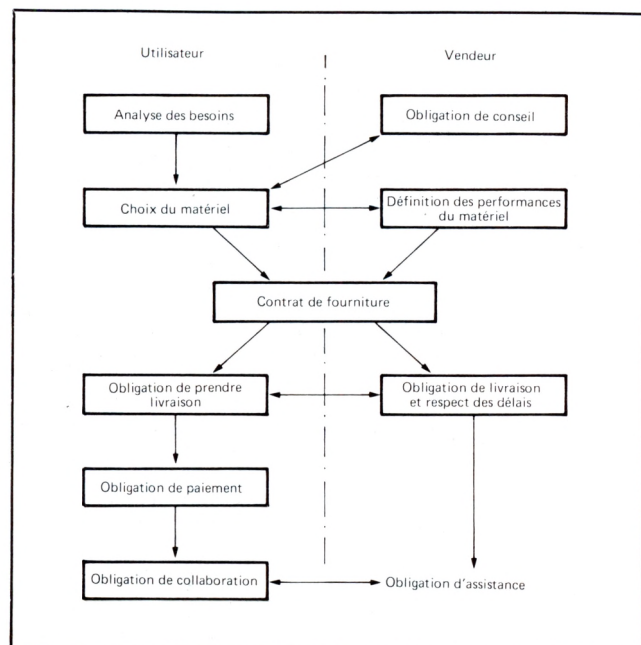 Utilisateur
Vendeur
Analyse des besoins
Obligation de conseil
Choix du matériel
Définition des performances
du matériel
Contrat de fourniture
Obligation de prendre
livraison
Obligation de livraison
et respect des délais
Obligation de paiement
Obligation de collaboration
Obligation d'assistance